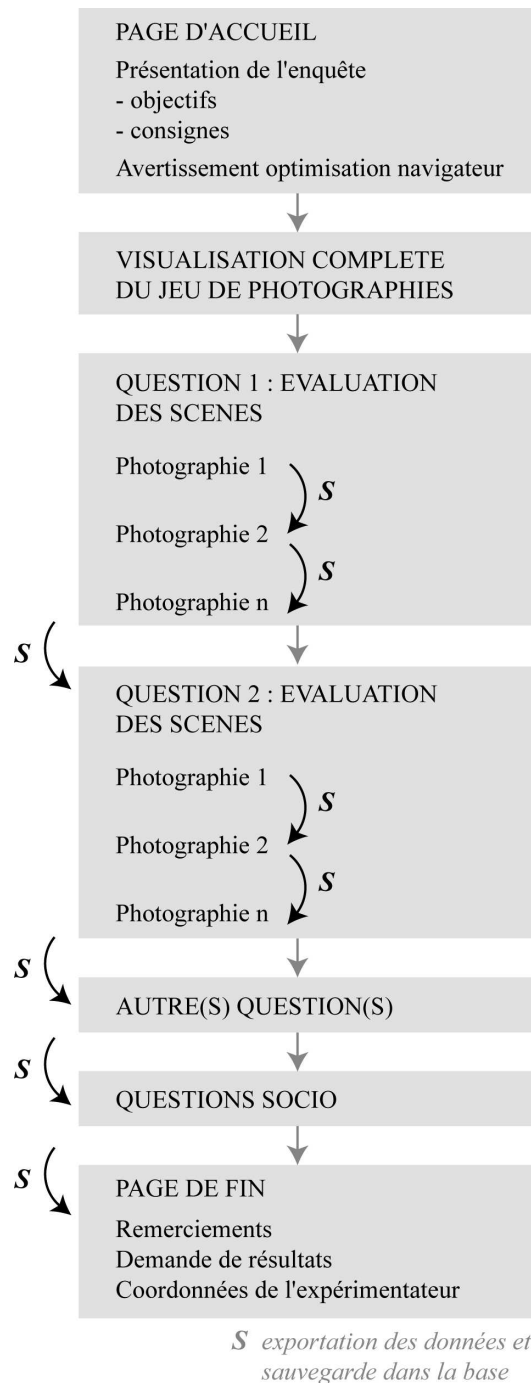 PAGE D'ACCUEIL
Présentation de l'enquête
- objectifs
- consignes
Avertissement optimisation navigateur
VISUALISATION COMPLETE
DU JEU DE PHOTOGRAPHIES
QUESTION 1 : EVALUATION
DES SCENES
Photographie 1
S
Photographie 2
S
Photographie n
S
QUESTION 2 : EVALUATION
DES SCENES
Photographie 1
S
Photographie 2
S
Photographie n
S
AUTRE(S) QUESTION(S)
S
QUESTIONS SOCIO
S
PAGE DE FIN
Remerciements
Demande de résultats
Coordonnées de l'expérimentateur
S exportation des données et
sauvegarde dans la base